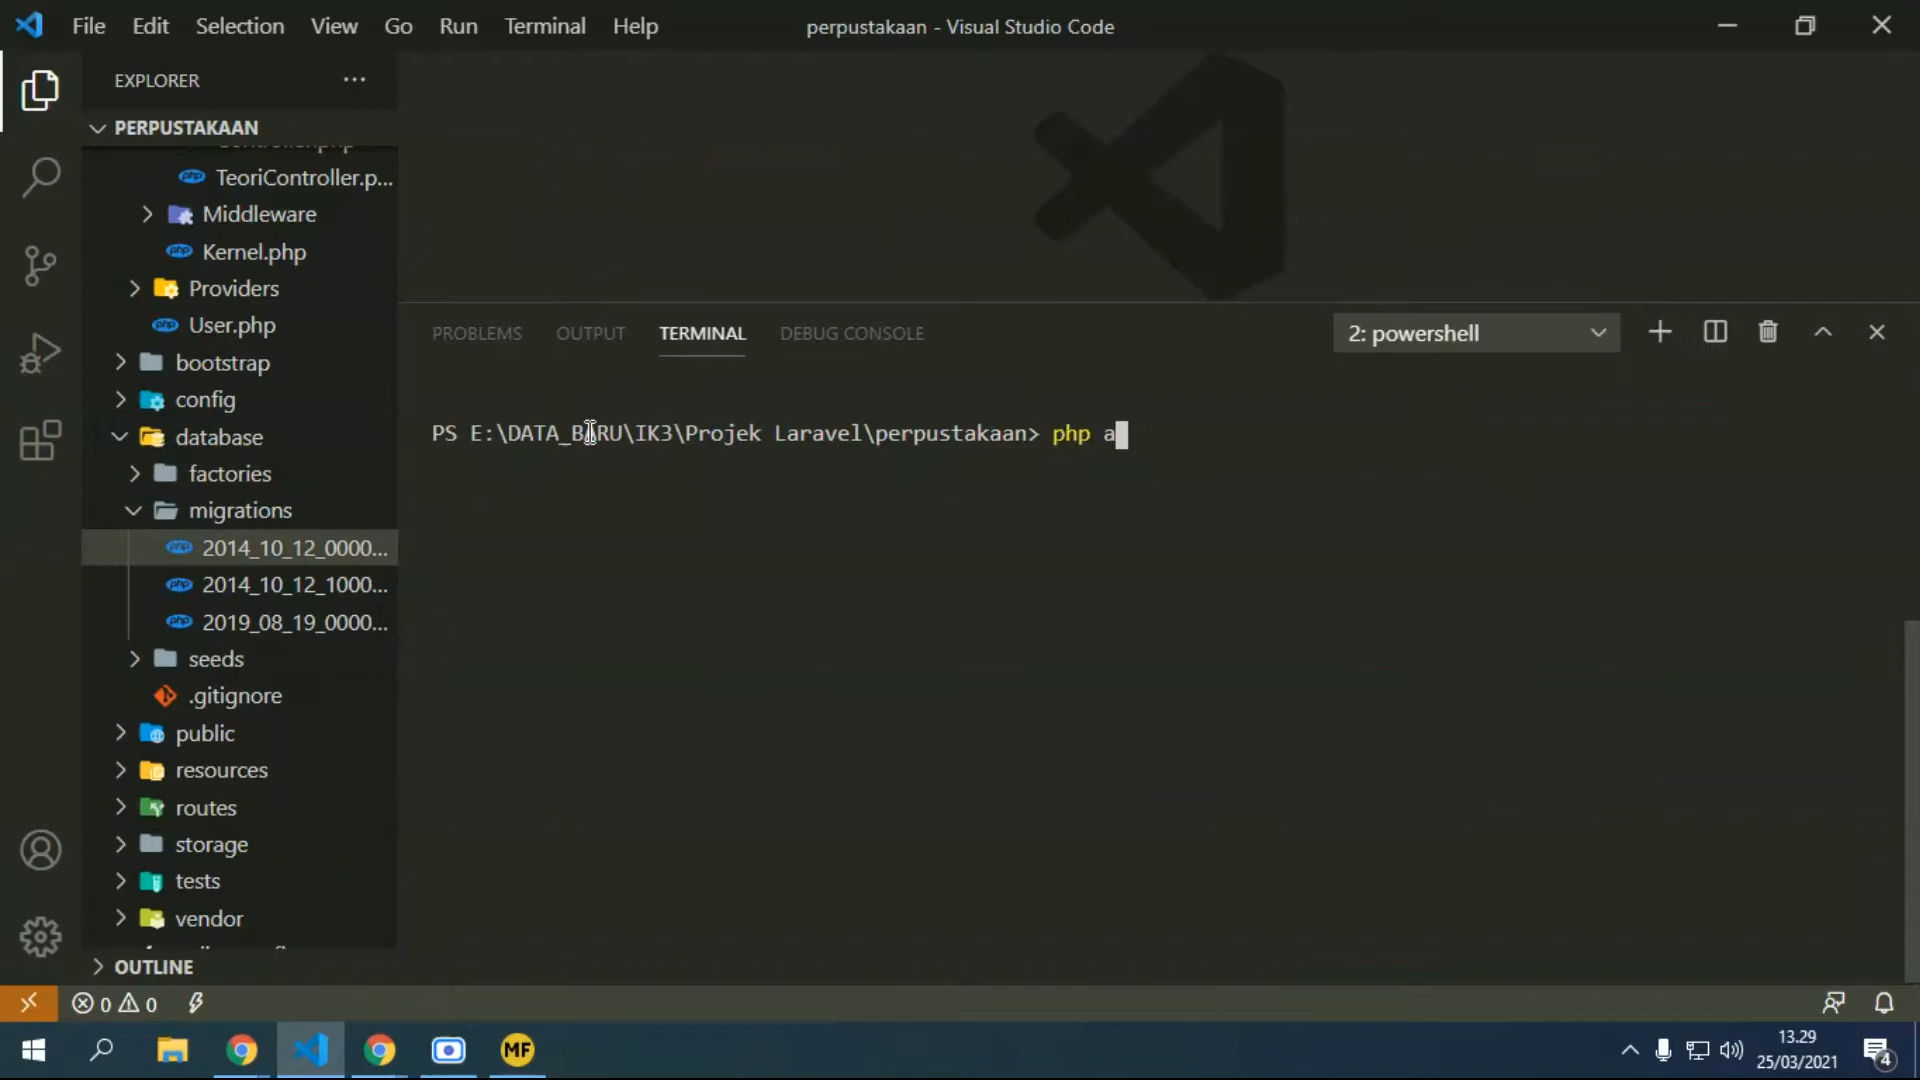 File Edit Selection View Go Run Terminal Help
perpustakaan - Visual Studio Code
EXPLORER
PERPUSTAKAAN
TeoriController.p...
Middleware
Kernel.php
Providers
User.php
bootstrap
config
database
factories
migrations
2014_10_12_0000...
2014_10_12_1000...
2019_08_19_0000...
seeds
.gitignore
public
resources
routes
storage
tests
vendor
OUTLINE
PROBLEMS OUTPUT TERMINAL DEBUG CONSOLE
2: powershell
PS E:\DATA_BARU\IK3\Projek Laravel\perpustakaan> php a
0 0
MF
13.29
25/03/2021
4